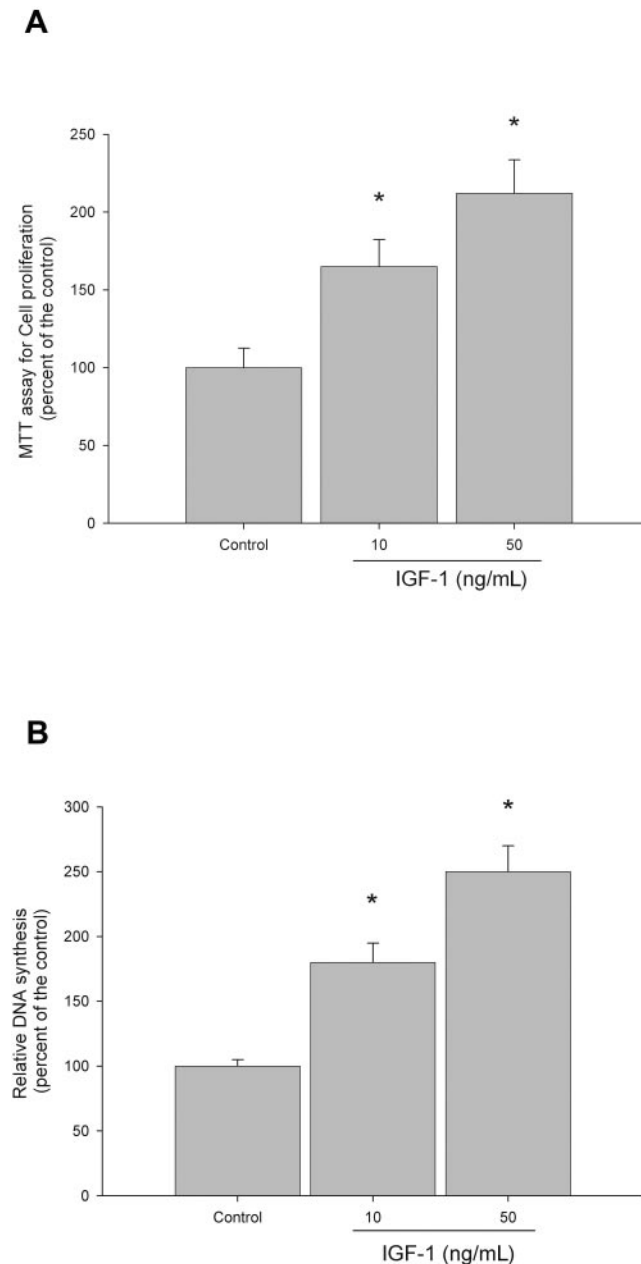 A
MTT assay for Cell proliferation
(percent of the control)
250
200
150
100
50
0
*
*
Control
10
50
IGF-1 (ng/mL)
B
Relative DNA synthesis
(percent of the control)
300
250
200
150
100
50
0
*
*
Control
10
50
IGF-1 (ng/mL)